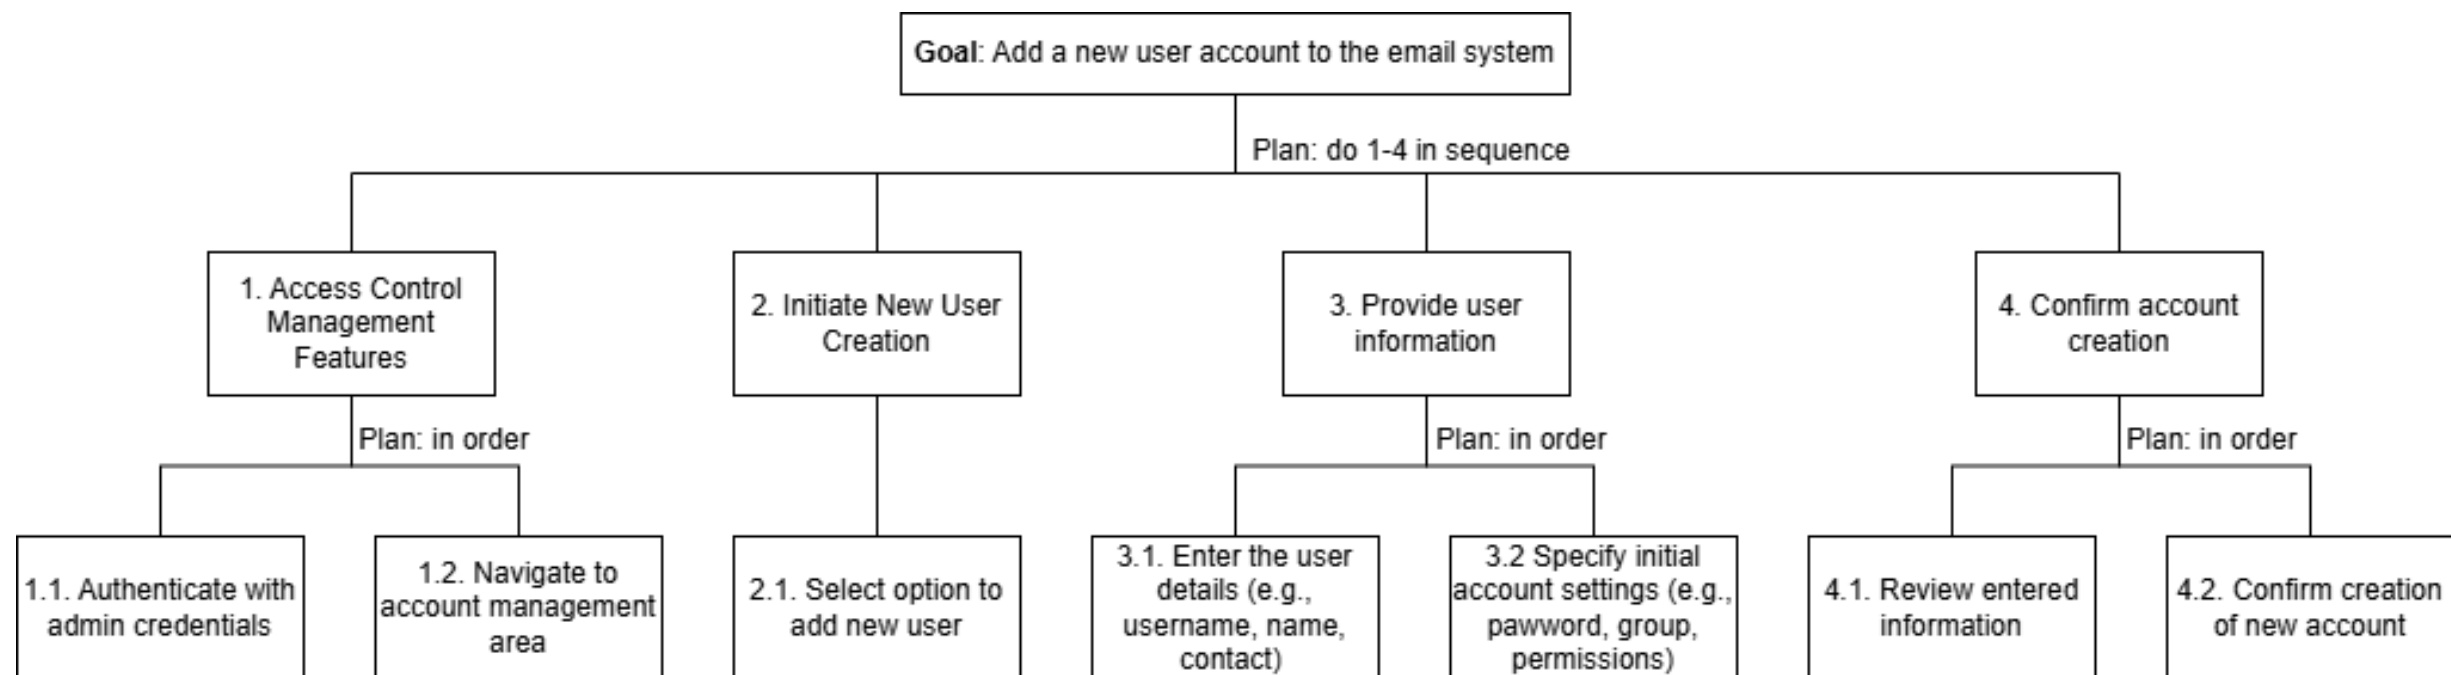 Goal: Add a new user account to the email system
Plan: do 1-4 in sequence
1. Access Control
Management
Features
2. Initiate New User
Creation
3. Provide user
information
4. Confirm account
creation
Plan: in order
Plan: in order
Plan: in order
1.1. Authenticate with
admin credentials
1.2. Navigate to
account management
area
2.1. Select option to
add new user
3.1. Enter the user
details (e.g.,
username, name,
contact)
3.2 Specify initial
account settings (e.g.,
pawword, group,
permissions)
4.1. Review entered
information
4.2. Confirm creation
of new account